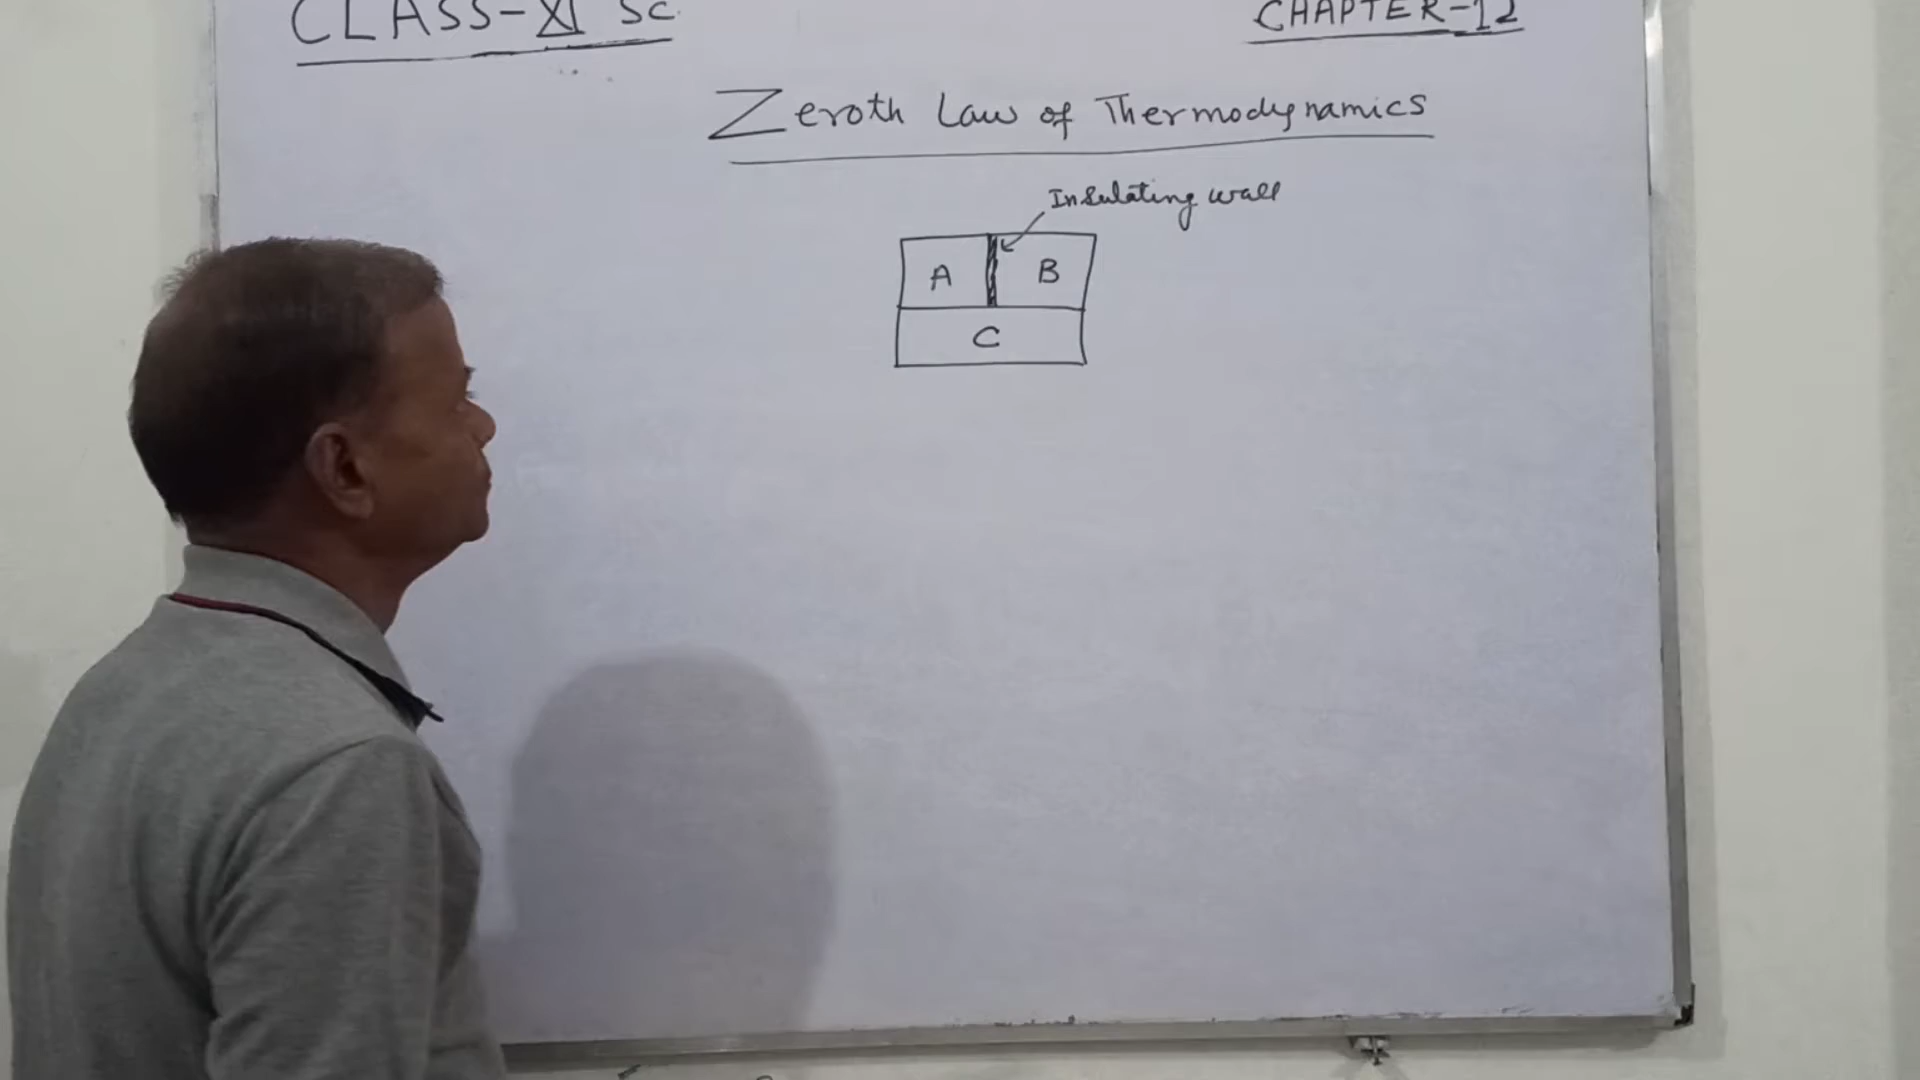 CLASS-XI SC
CHAPTER-12
Zeroth Law of Thermodynamics
Insulating wall
A
B
C